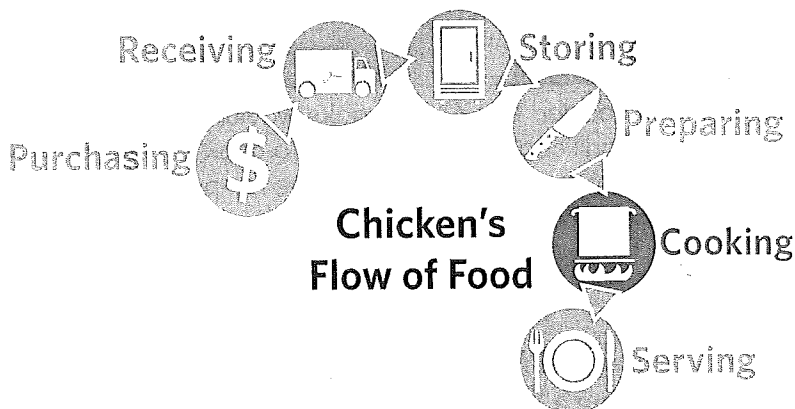 Purchasing
Receiving
Storing
Preparing
Cooking
Serving
Chicken's
Flow of Food
$